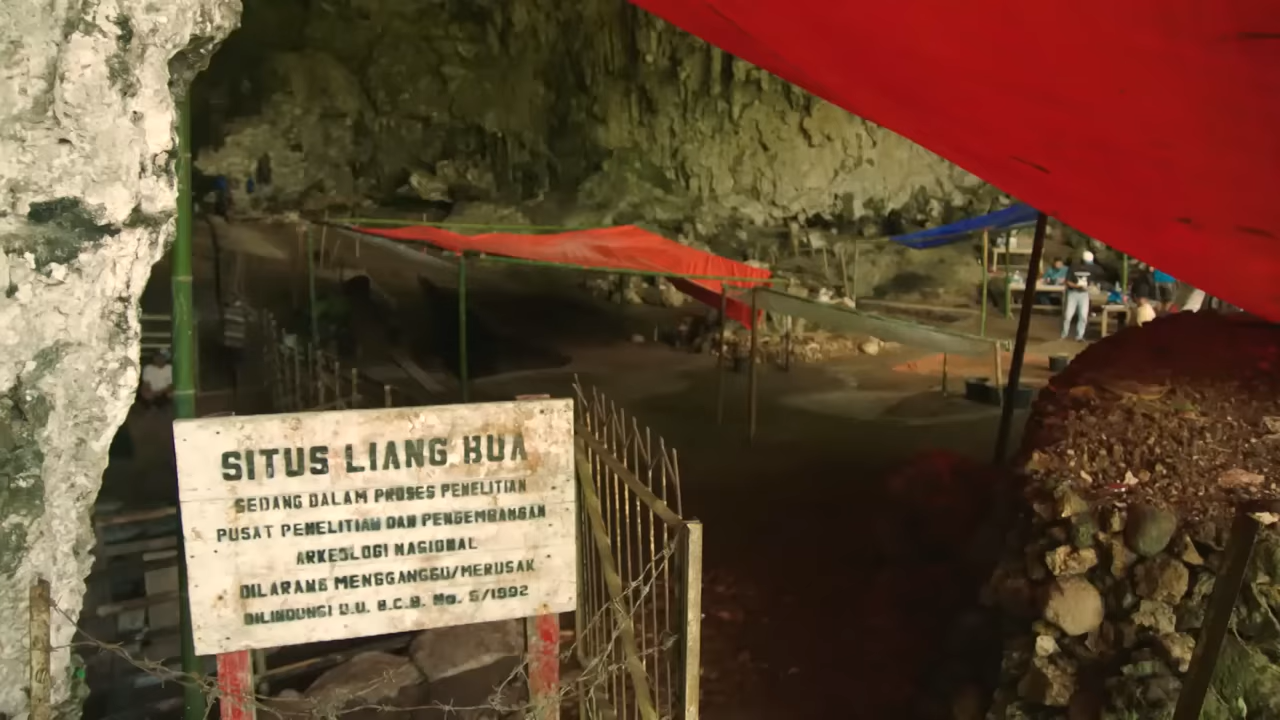 SITUS LIANG BUA
SEDANG DALAM PROSES PENELITIAN
PUSAT PENELITIAN DAN PENGEMBANGAN
ARKEOLOGI NASIONAL
DILARANG MENGGANGGU/MERUSAK
DILINDUNGI U.U. B.C.B. No. 5/1992